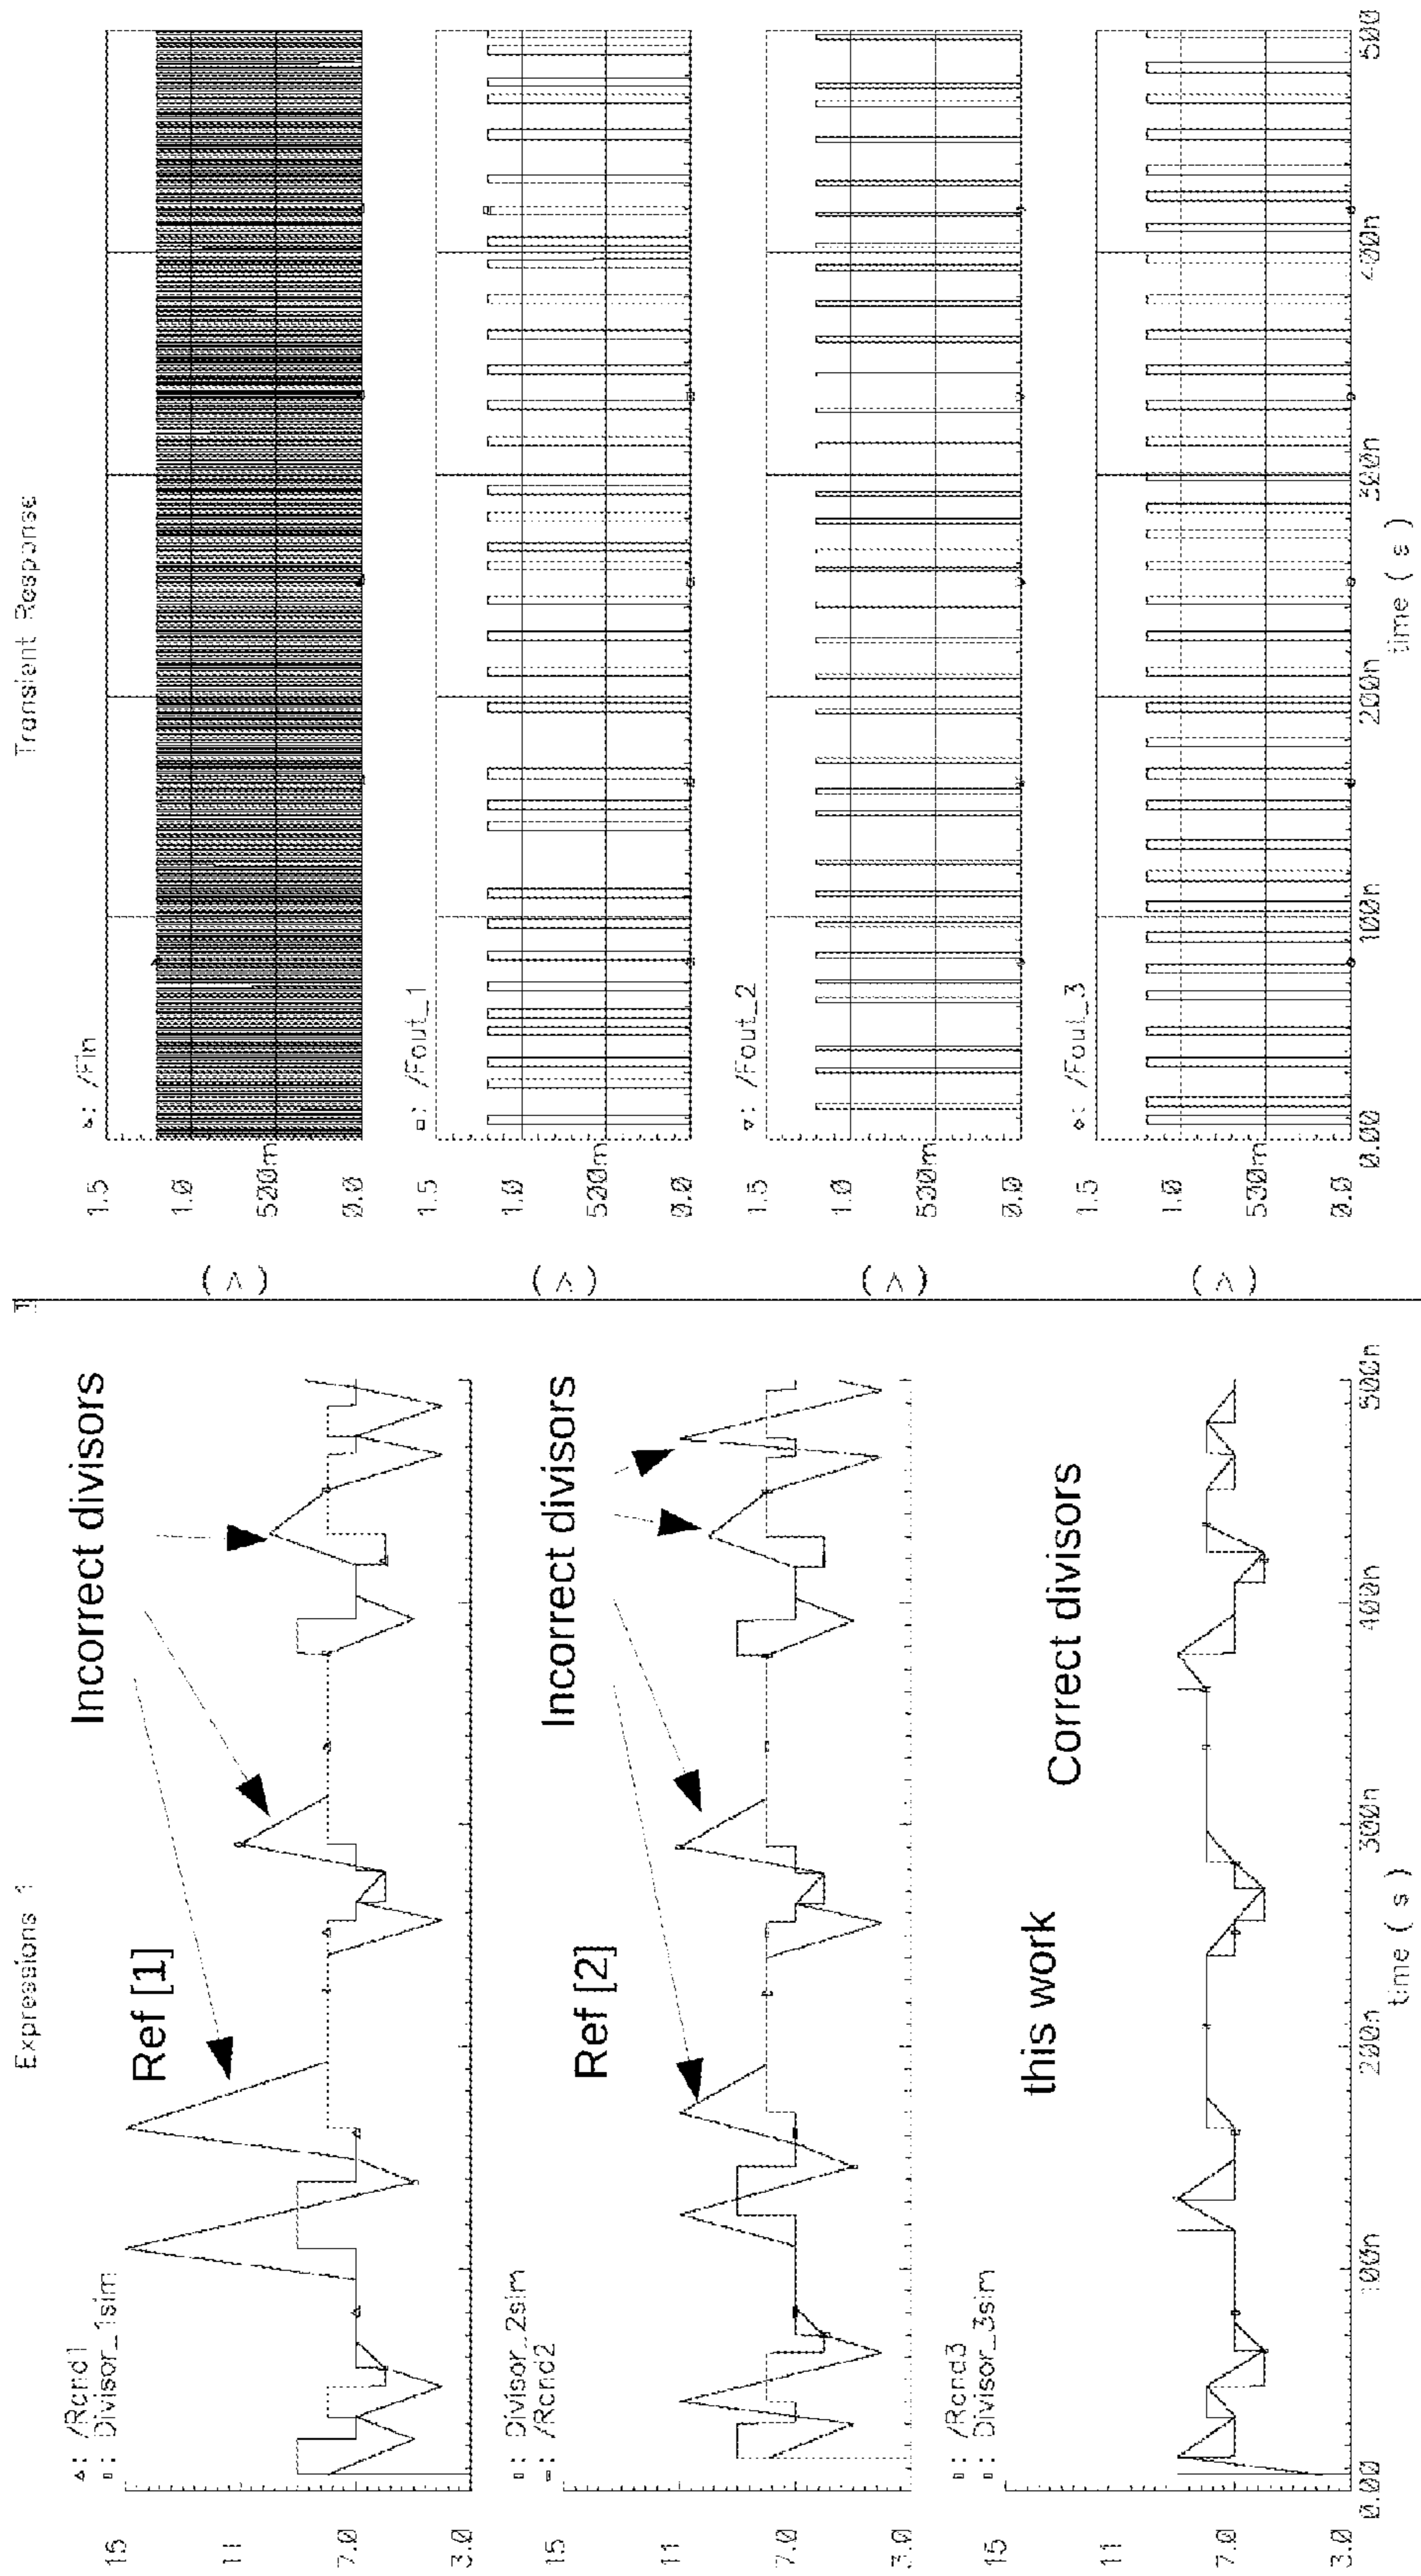 Expressions 1
△: /Rcnd1
▫: Divisor_1sim
Ref [1]
Incorrect divisors
15
11
7.0
3.0
▫: Divisor_2sim
▫: /Rcnd2
Ref [2]
Incorrect divisors
15
11
7.0
3.0
▫: /Rcnd3
▫: Divisor_3sim
this work
Correct divisors
15
11
7.0
3.0
0.00
100n
200n
300n
400n
500n
time ( s )
Transient Response
△: /Fin
1.5
1.0
500m
0.0
( V )
▫: /Fout_1
1.5
1.0
500m
0.0
( V )
▿: /Fout_2
1.5
1.0
500m
0.0
( V )
◇: /Fout_3
1.5
1.0
500m
0.0
( V )
0.00
100n
200n
300n
400n
500
time ( s )